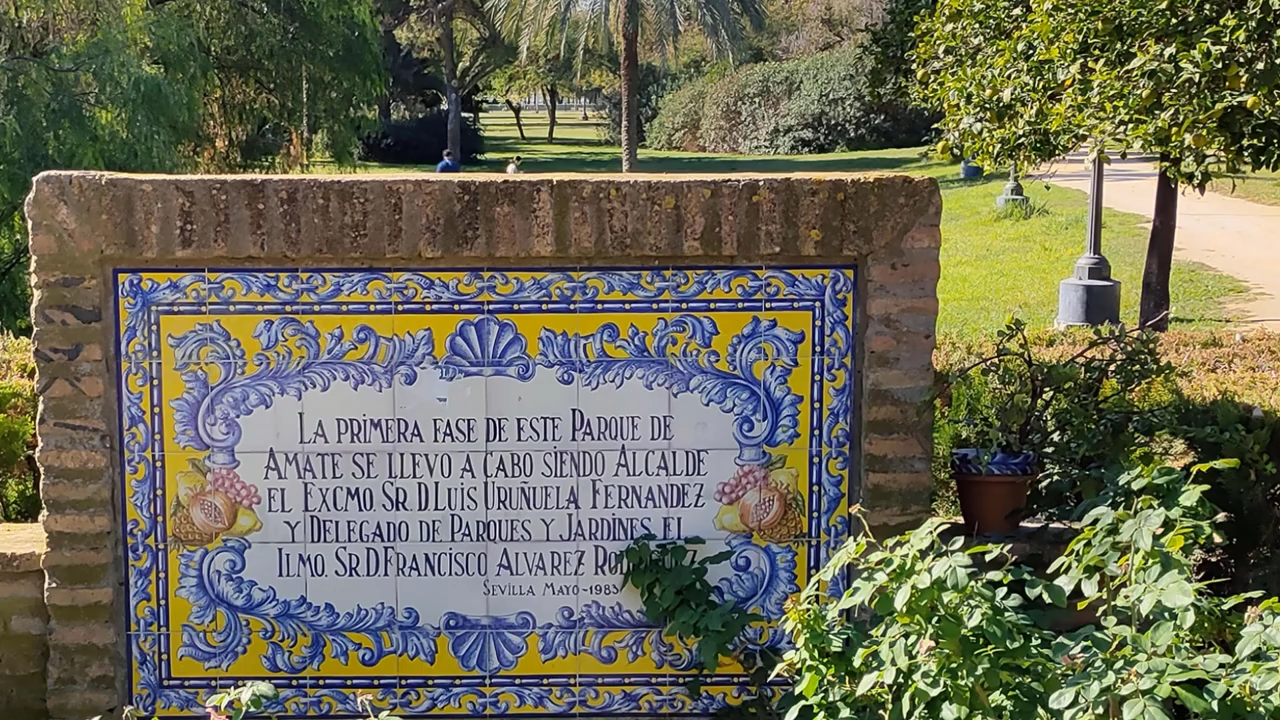 LA PRIMERA FASE DE ESTE PARQUE DE
AMATE SE LLEVO A CABO SIENDO ALCALDE
EL EXCMO. SR. D. LUIS URUÑUELA FERNANDEZ
Y DELEGADO DE PARQUES Y JARDINES EL
ILMO. SR. D. FRANCISCO ALVAREZ
SEVILLA MAYO-1983